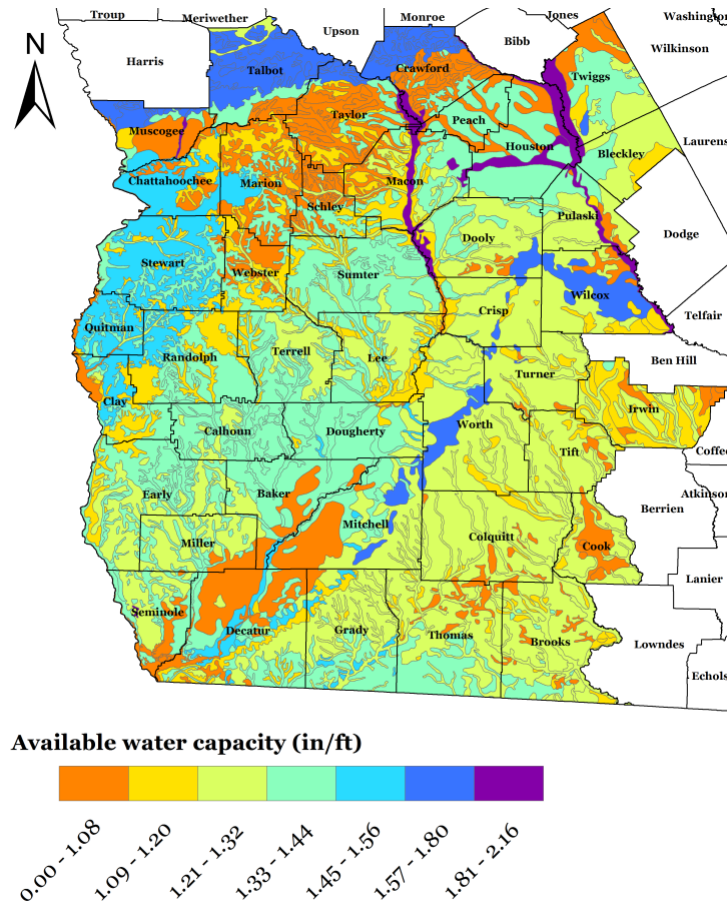 Troup
Meriwether
Upson
Monroe
Jones
Washington
Harris
Bibb
Wilkinson
Talbot
Crawford
Twiggs
Taylor
Peach
Muscogee
Houston
Laurens
Bleckley
Chattahoochee
Marion
Macon
Schley
Pulaski
Dooly
Dodge
Stewart
Webster
Sumter
Wilcox
Crisp
Telfair
Quitman
Randolph
Terrell
Lee
Ben Hill
Turner
Clay
Irwin
Calhoun
Dougherty
Worth
Tift
Coffee
Early
Baker
Atkinson
Berrien
Mitchell
Miller
Colquitt
Cook
Lanier
Seminole
Decatur
Grady
Thomas
Brooks
Lowndes
Echols
N
Available water capacity (in/ft)
0.00 - 1.08
1.09 - 1.20
1.21 - 1.32
1.33 - 1.44
1.45 - 1.56
1.57 - 1.80
1.81 - 2.16